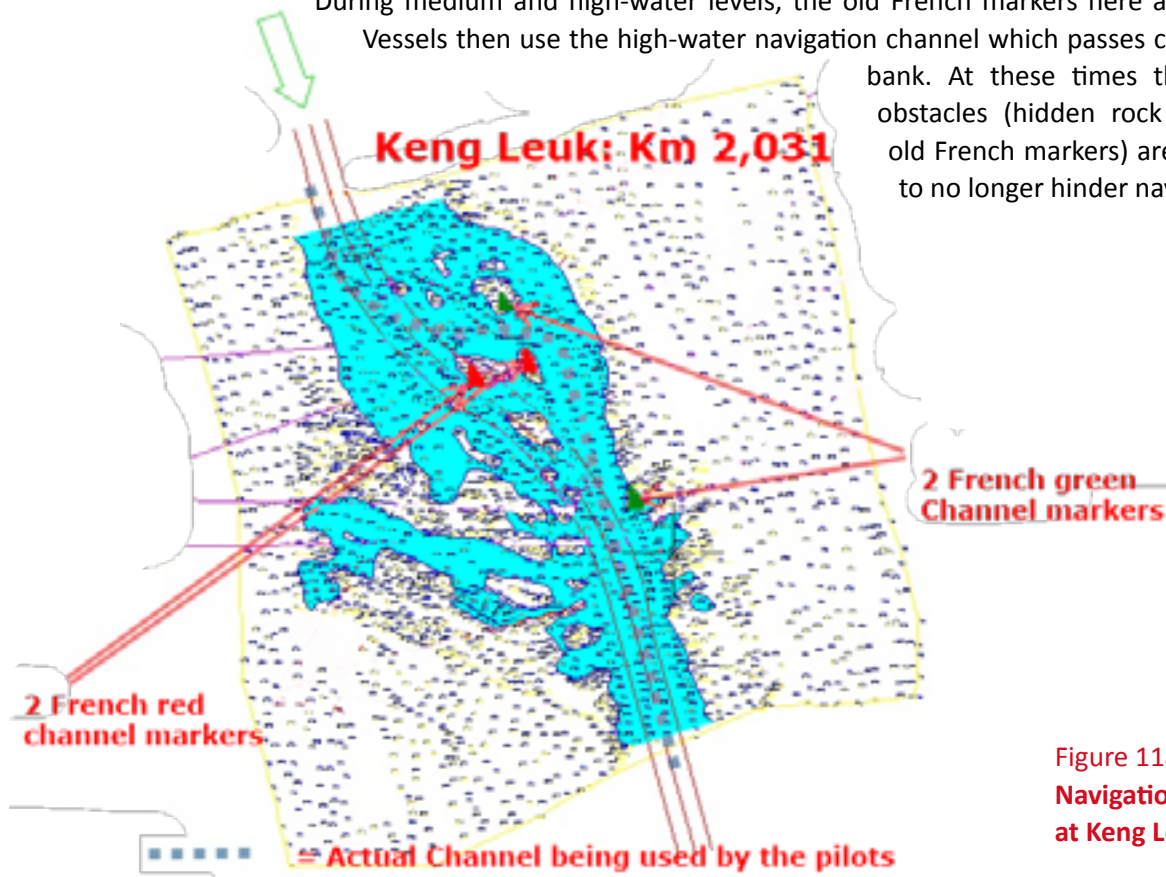 During medium and high-water levels, the old French markers here a
Vessels then use the high-water navigation channel which passes c
bank. At these times th
obstacles (hidden rock
old French markers) are
to no longer hinder nav
Keng Leuk: Km 2,031
2 French green
Channel markers
2 French red
channel markers
Figure 11
Navigation
at Keng Le
= Actual Channel being used by the pilots